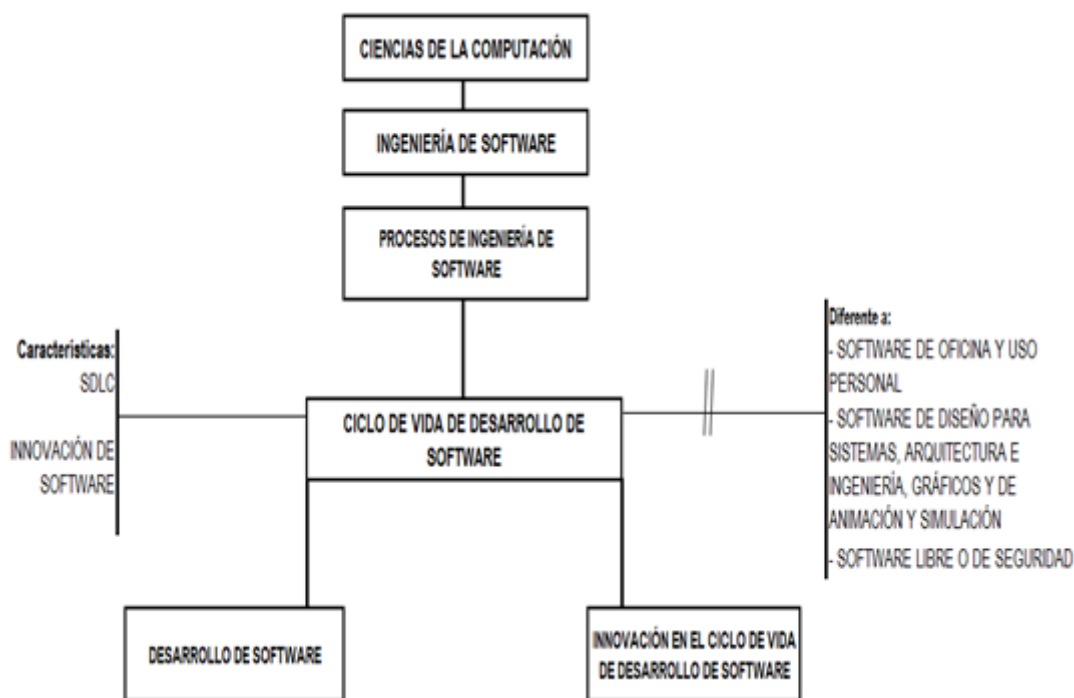 CIENCIAS DE LA COMPUTACIÓN
INGENIERÍA DE SOFTWARE
PROCESOS DE INGENIERÍA DE
SOFTWARE
Características:
SDLC
INNOVACIÓN DE
SOFTWARE
CICLO DE VIDA DE DESARROLLO DE
SOFTWARE
Diferente a:
- SOFTWARE DE OFICINA Y USO
PERSONAL
- SOFTWARE DE DISEÑO PARA
SISTEMAS, ARQUITECTURA E
INGENIERÍA, GRÁFICOS Y DE
ANIMACIÓN Y SIMULACIÓN
- SOFTWARE LIBRE O DE SEGURIDAD
DESARROLLO DE SOFTWARE
INNOVACIÓN EN EL CICLO DE VIDA
DE DESARROLLO DE SOFTWARE